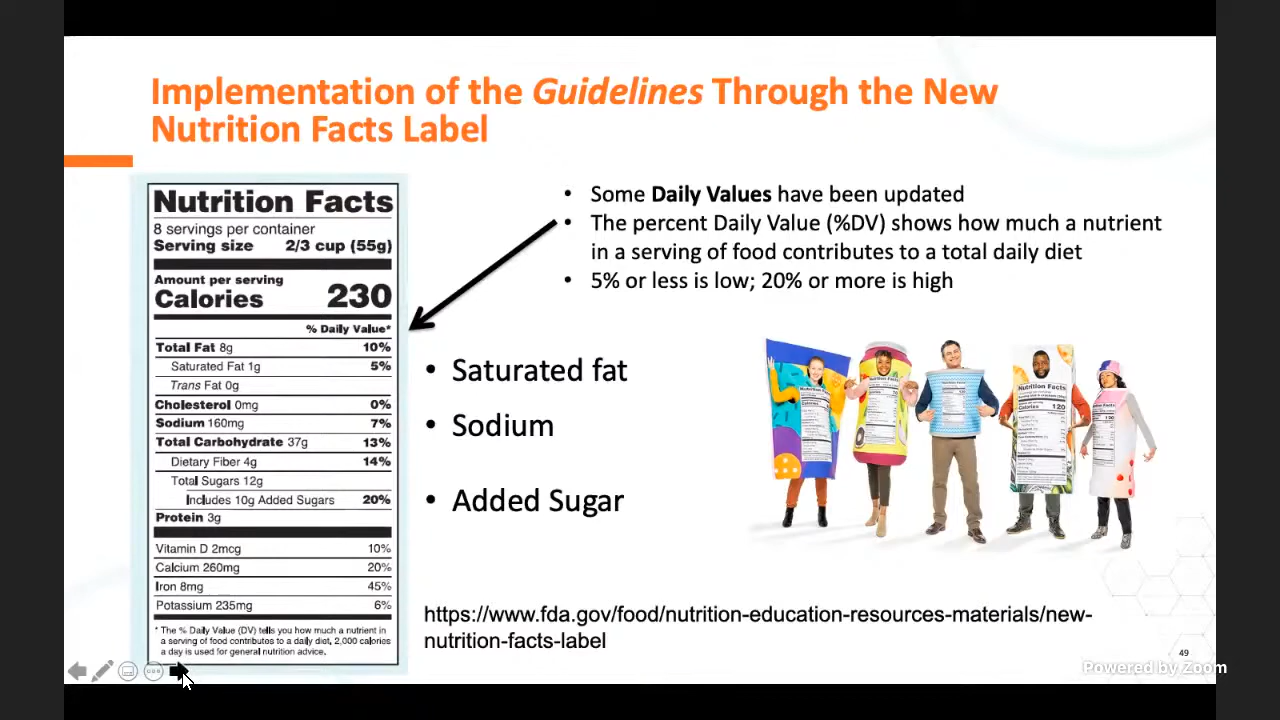 Implementation of the Guidelines Through the New
Nutrition Facts Label
Nutrition Facts
8 servings per container
Serving size 2/3 cup (55g)
Amount per serving
Calories 230
% Daily Value*
Total Fat 8g 10%
Saturated Fat 1g 5%
Trans Fat 0g
Cholesterol 0mg 0%
Sodium 160mg 7%
Total Carbohydrate 37g 13%
Dietary Fiber 4g 14%
Total Sugars 12g
Includes 10g Added Sugars 20%
Protein 3g
Vitamin D 2mcg 10%
Calcium 260mg 20%
Iron 8mg 45%
Potassium 235mg 6%
* The % Daily Value (DV) tells you how much a nutrient in
a serving of food contributes to a daily diet. 2,000 calories
a day is used for general nutrition advice.
• Some Daily Values have been updated
• The percent Daily Value (%DV) shows how much a nutrient
in a serving of food contributes to a total daily diet
• 5% or less is low; 20% or more is high
• Saturated fat
• Sodium
• Added Sugar
Nutrition Facts
Nutrition Facts
Calories 120
https://www.fda.gov/food/nutrition-education-resources-materials/new-
nutrition-facts-label
49
Powered by Zoom